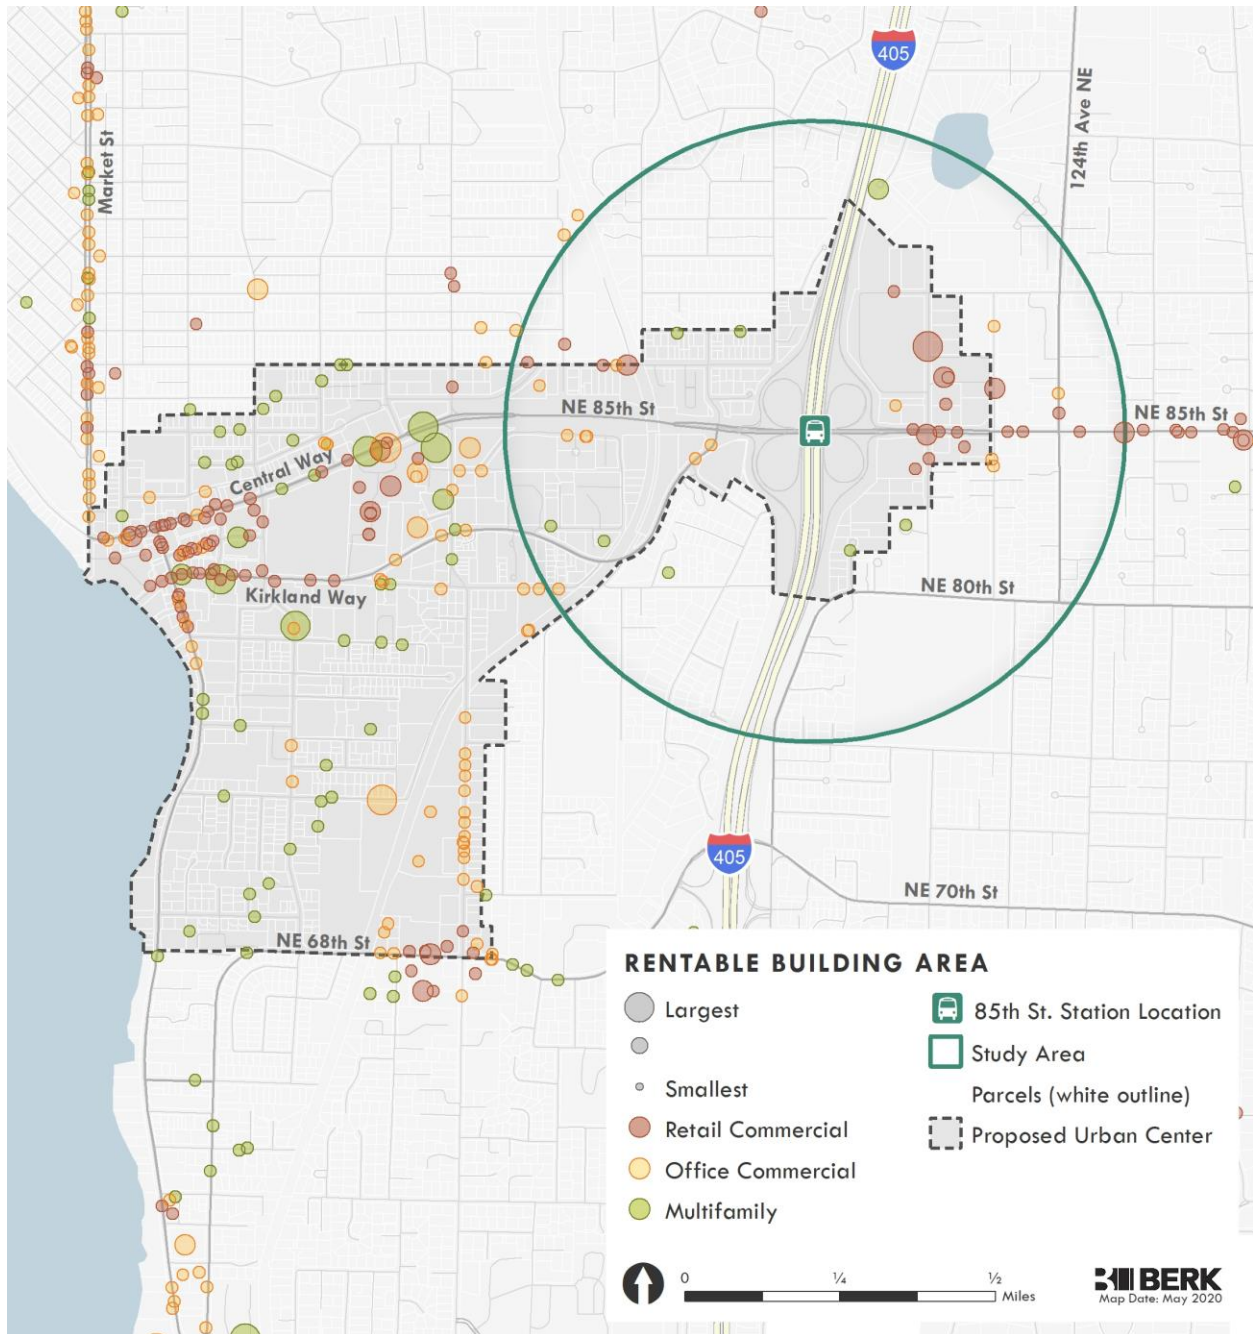 405
124th Ave NE
Market St
NE 85th St
NE 85th St
Central Way
Kirkland Way
NE 80th St
405
NE 70th St
NE 68th St
RENTABLE BUILDING AREA
Largest
Smallest
Retail Commercial
Office Commercial
Multifamily
85th St. Station Location
Study Area
Parcels (white outline)
Proposed Urban Center
0 ¼ ½
Miles
BERK
Map Date: May 2020